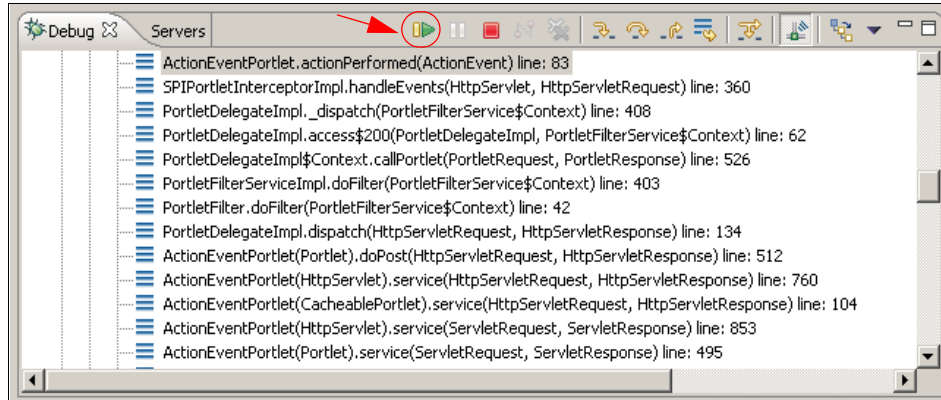 Debug Servers
ActionEventPortlet.actionPerformed(ActionEvent) line: 83
SPIPortletInterceptorImpl.handleEvents(HttpServlet, HttpServletRequest) line: 360
PortletDelegateImpl._dispatch(PortletFilterService$Context) line: 408
PortletDelegateImpl.access$200(PortletDelegateImpl, PortletFilterService$Context) line: 62
PortletDelegateImpl$Context.callPortlet(PortletRequest, PortletResponse) line: 526
PortletFilterServiceImpl.doFilter(PortletFilterService$Context) line: 403
PortletFilter.doFilter(PortletFilterService$Context) line: 42
PortletDelegateImpl.dispatch(HttpServletRequest, HttpServletResponse) line: 134
ActionEventPortlet(Portlet).doPost(HttpServletRequest, HttpServletResponse) line: 512
ActionEventPortlet(HttpServlet).service(HttpServletRequest, HttpServletResponse) line: 760
ActionEventPortlet(CacheablePortlet).service(HttpServletRequest, HttpServletResponse) line: 104
ActionEventPortlet(HttpServlet).service(ServletRequest, ServletResponse) line: 853
ActionEventPortlet(Portlet).service(ServletRequest, ServletResponse) line: 495